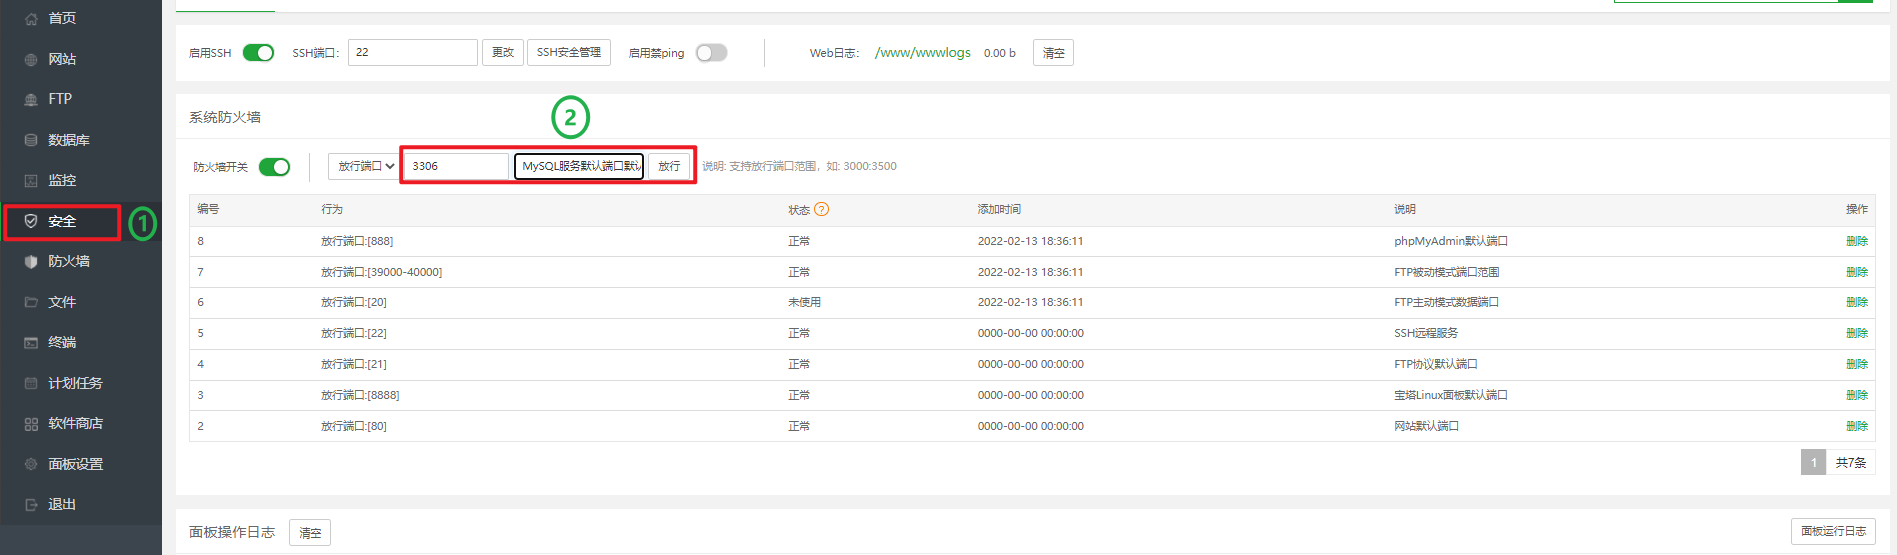 首页
网站
FTP
数据库
监控
安全
1
防火墙
文件
终端
计划任务
软件商店
面板设置
退出
启用SSH SSH端口: 22 更改 SSH安全管理 启用禁ping Web日志: /www/wwwlogs 0.00 b 清空
系统防火墙
2
防火墙开关 放行端口 3306 MySQL服务默认端口默 放行 说明: 支持放行端口范围，如: 3000:3500
编号 行为 状态 ? 添加时间 说明 操作
8 放行端口:[888] 正常 2022-02-13 18:36:11 phpMyAdmin默认端口 删除
7 放行端口:[39000-40000] 正常 2022-02-13 18:36:11 FTP被动模式端口范围 删除
6 放行端口:[20] 未使用 2022-02-13 18:36:11 FTP主动模式数据端口 删除
5 放行端口:[22] 正常 0000-00-00 00:00:00 SSH远程服务 删除
4 放行端口:[21] 正常 0000-00-00 00:00:00 FTP协议默认端口 删除
3 放行端口:[8888] 正常 0000-00-00 00:00:00 宝塔Linux面板默认端口 删除
2 放行端口:[80] 正常 0000-00-00 00:00:00 网站默认端口 删除
1 共7条
面板操作日志 清空 面板运行日志